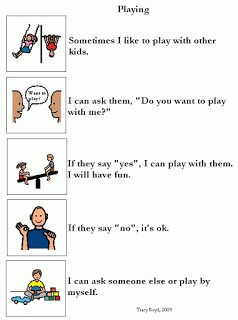 Playing
Sometimes I like to play with other
kids.
Want to
play?
I can ask them, "Do you want to play
with me?"
If they say "yes", I can play with them.
I will have fun.
If they say "no", it's ok.
I can ask someone else or play by
myself.
Tracy Boyd, 2009